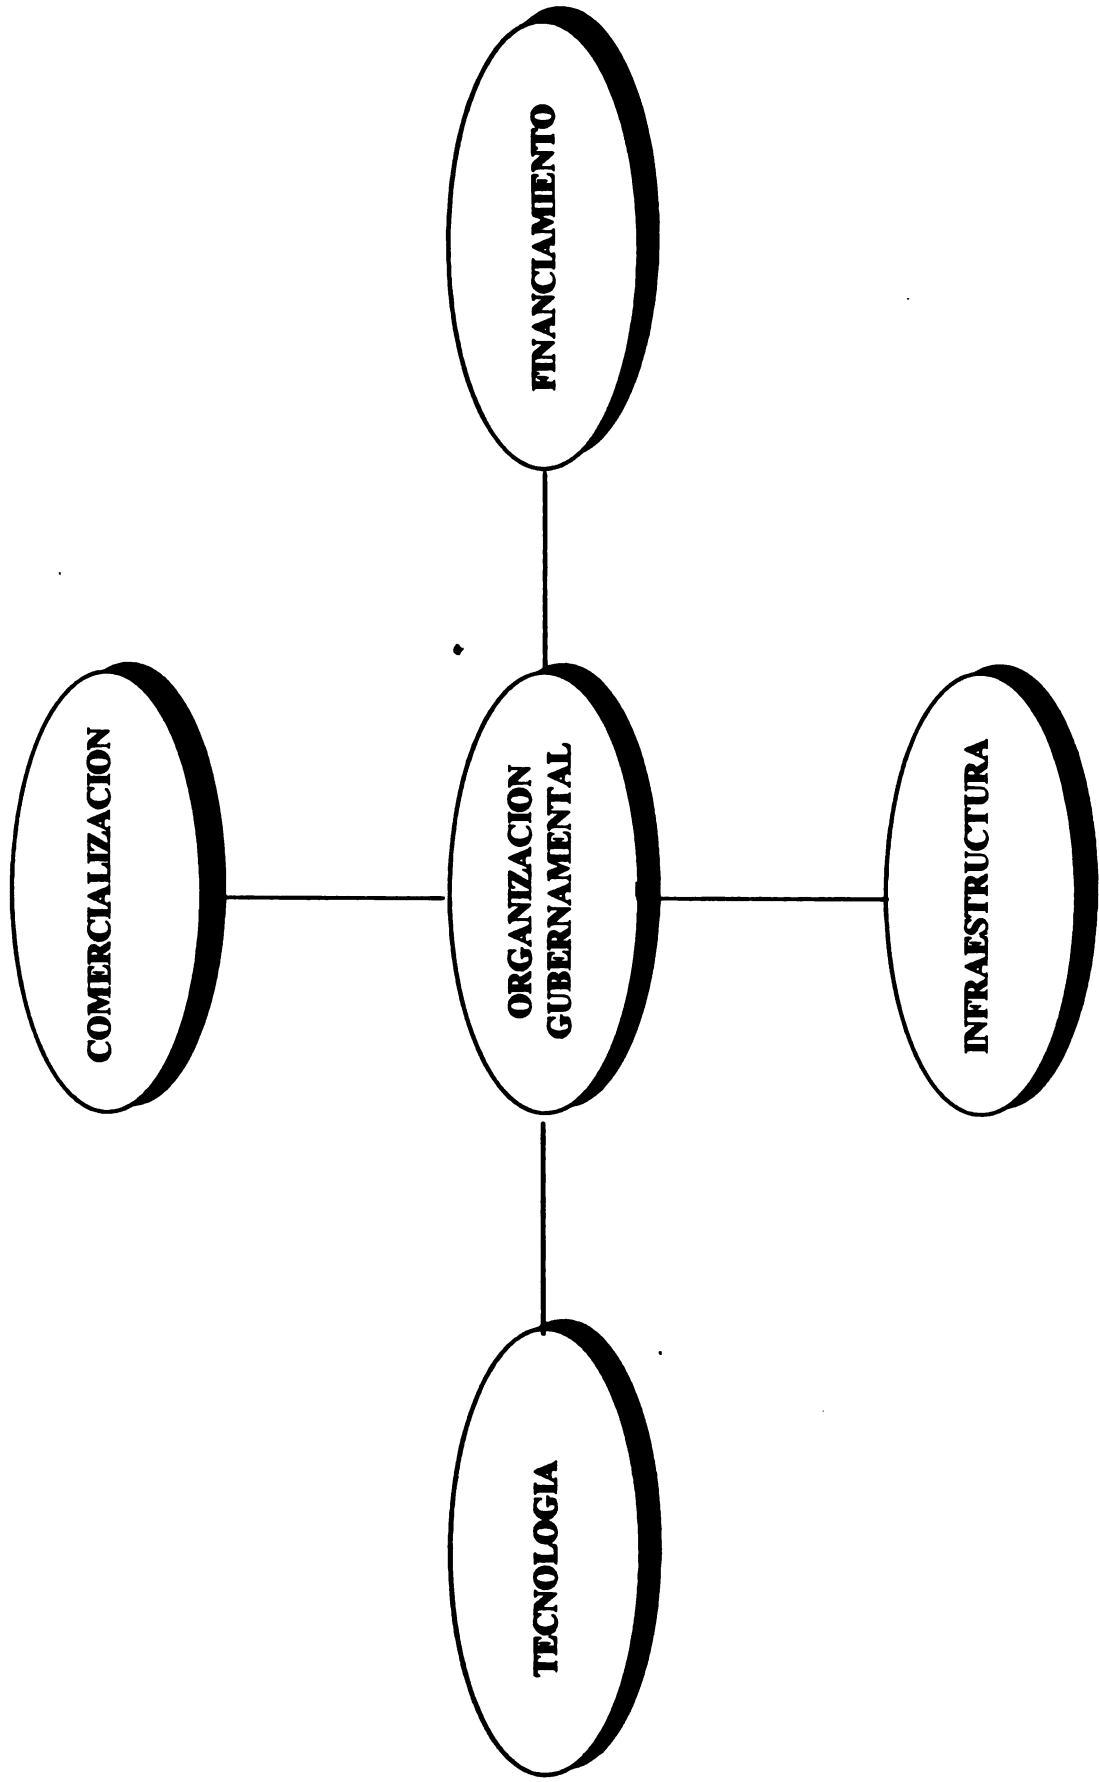 COMERCIALIZACION
TECNOLOGIA
ORGANIZACION
GUBERNAMENTAL
FINANCIAMIENTO
INFRAESTRUCTURA